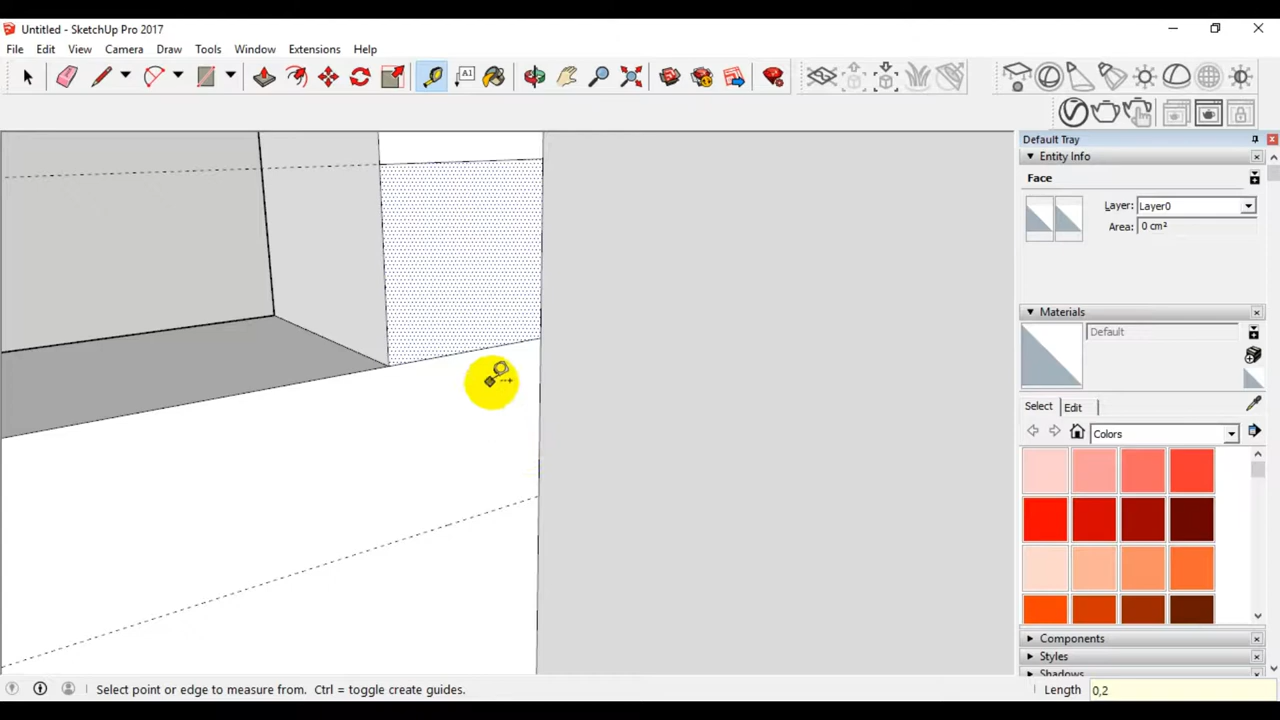 Untitled - SketchUp Pro 2017
File Edit View Camera Draw Tools Window Extensions Help
A1
Default Tray
Entity Info
Face
Layer: Layer0
Area: 0 cm²
Materials
Default
Select Edit
Colors
Components
Styles
Shadows
Select point or edge to measure from. Ctrl = toggle create guides.
Length 0,2